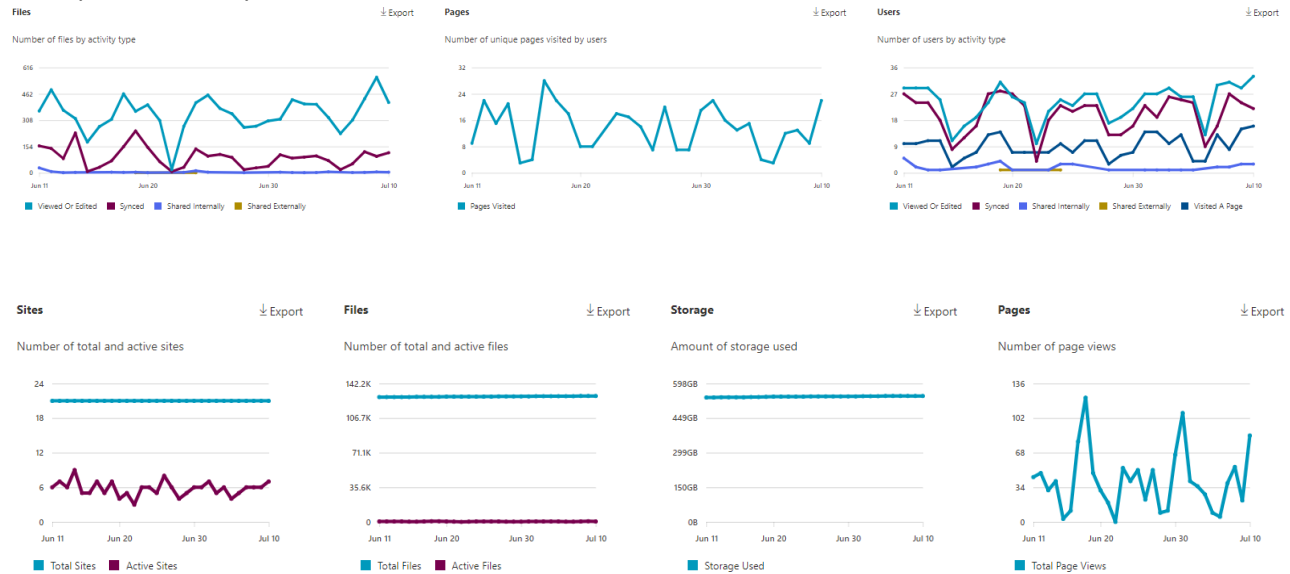 Files
Export
Number of files by activity type
616
462
308
154
0
Jun 11
Jun 20
Jun 30
Jul 10
Viewed Or Edited Synced Shared Internally Shared Externally
Pages
Export
Number of unique pages visited by users
32
24
16
8
0
Jun 11
Jun 20
Jun 30
Jul 10
Pages Visited
Users
Export
Number of users by activity type
36
27
18
9
0
Jun 11
Jun 20
Jun 30
Jul 10
Viewed Or Edited Synced Shared Internally Shared Externally Visited A Page
Sites
Export
Number of total and active sites
24
18
12
6
0
Jun 11
Jun 20
Jun 30
Jul 10
Total Sites Active Sites
Files
Export
Number of total and active files
142.2K
106.7K
71.1K
35.6K
0
Jun 11
Jun 20
Jun 30
Jul 10
Total Files Active Files
Storage
Export
Amount of storage used
598GB
449GB
299GB
150GB
0B
Jun 11
Jun 20
Jun 30
Jul 10
Storage Used
Pages
Export
Number of page views
136
102
68
34
0
Jun 11
Jun 20
Jun 30
Jul 10
Total Page Views